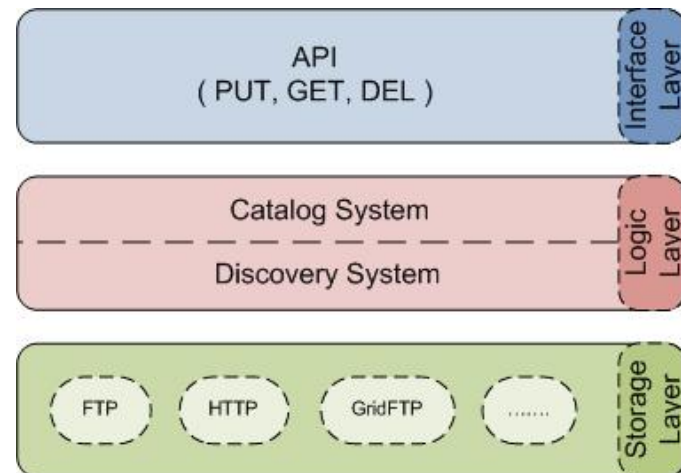 API
( PUT, GET, DEL )
Interface
Layer
Catalog System
Discovery System
Logic
Layer
FTP
HTTP
GridFTP
.......
Storage
Layer